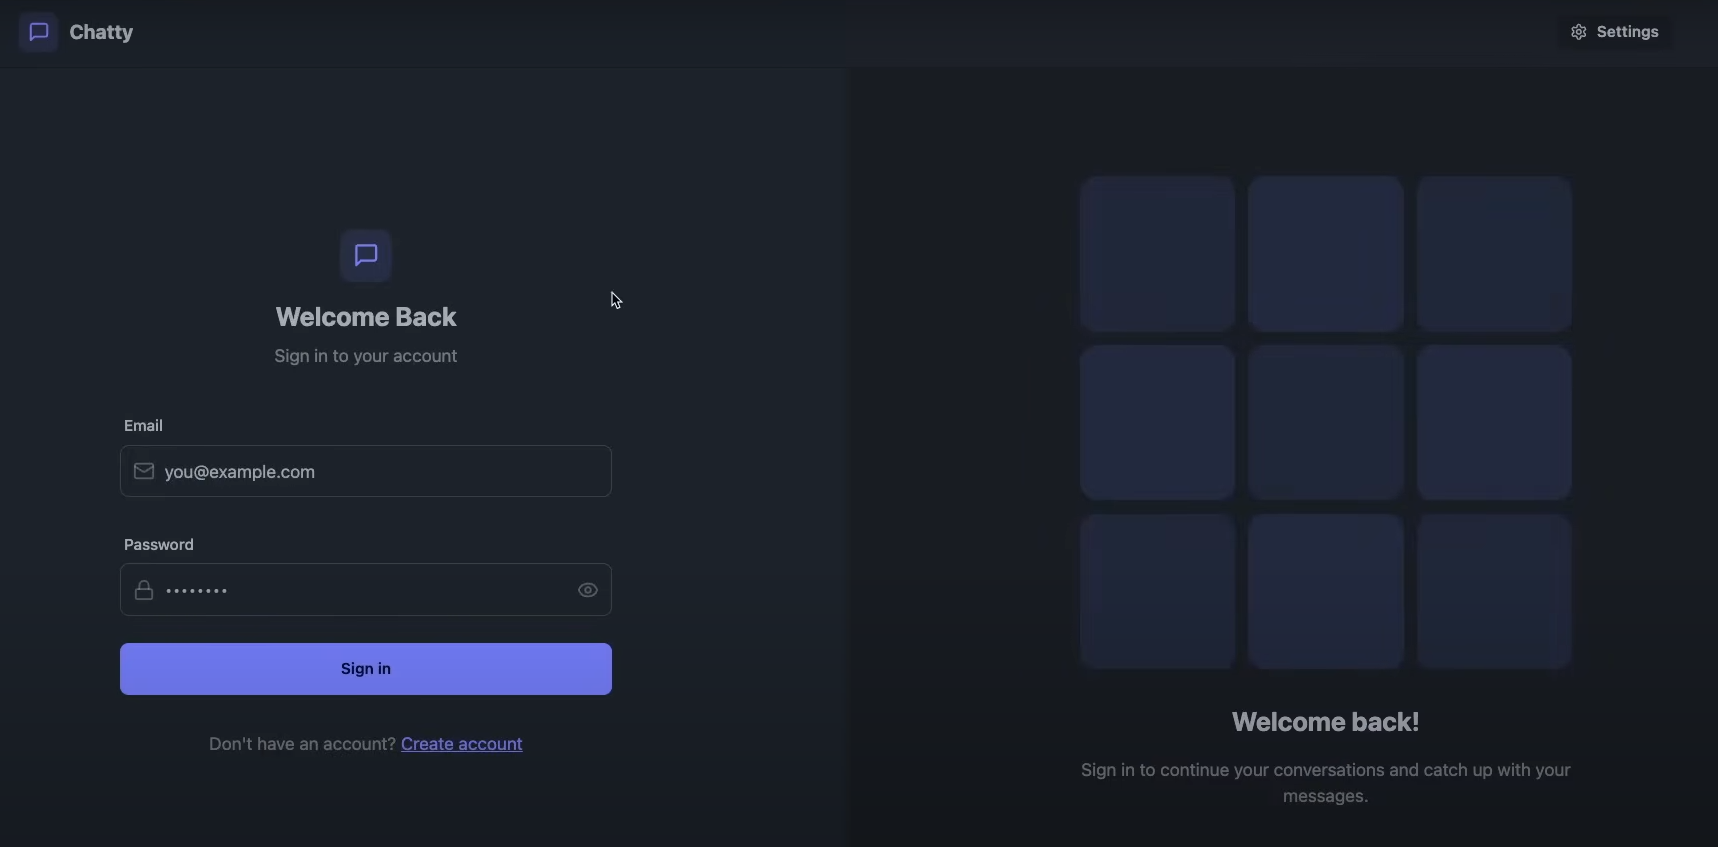 Chatty
Settings
Welcome Back
Sign in to your account
Email
you@example.com
Password
••••••••
Sign in
Don't have an account? Create account
Welcome back!
Sign in to continue your conversations and catch up with your
messages.